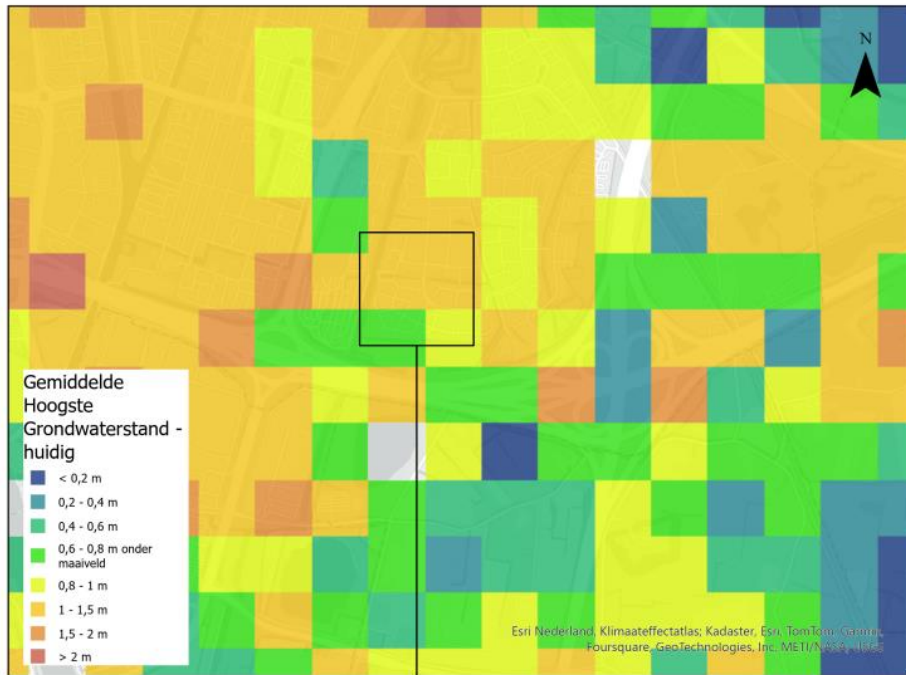 N
Gemiddelde
Hoogste
Grondwaterstand -
huidig
< 0,2 m
0,2 - 0,4 m
0,4 - 0,6 m
0,6 - 0,8 m onder
maaiveld
0,8 - 1 m
1 - 1,5 m
1,5 - 2 m
> 2 m
Esri Nederland, Klimaateffectatlas; Kadaster, Esri, TomTom, Garmin,
Foursquare, GeoTechnologies, Inc, METI/NASA, USGS